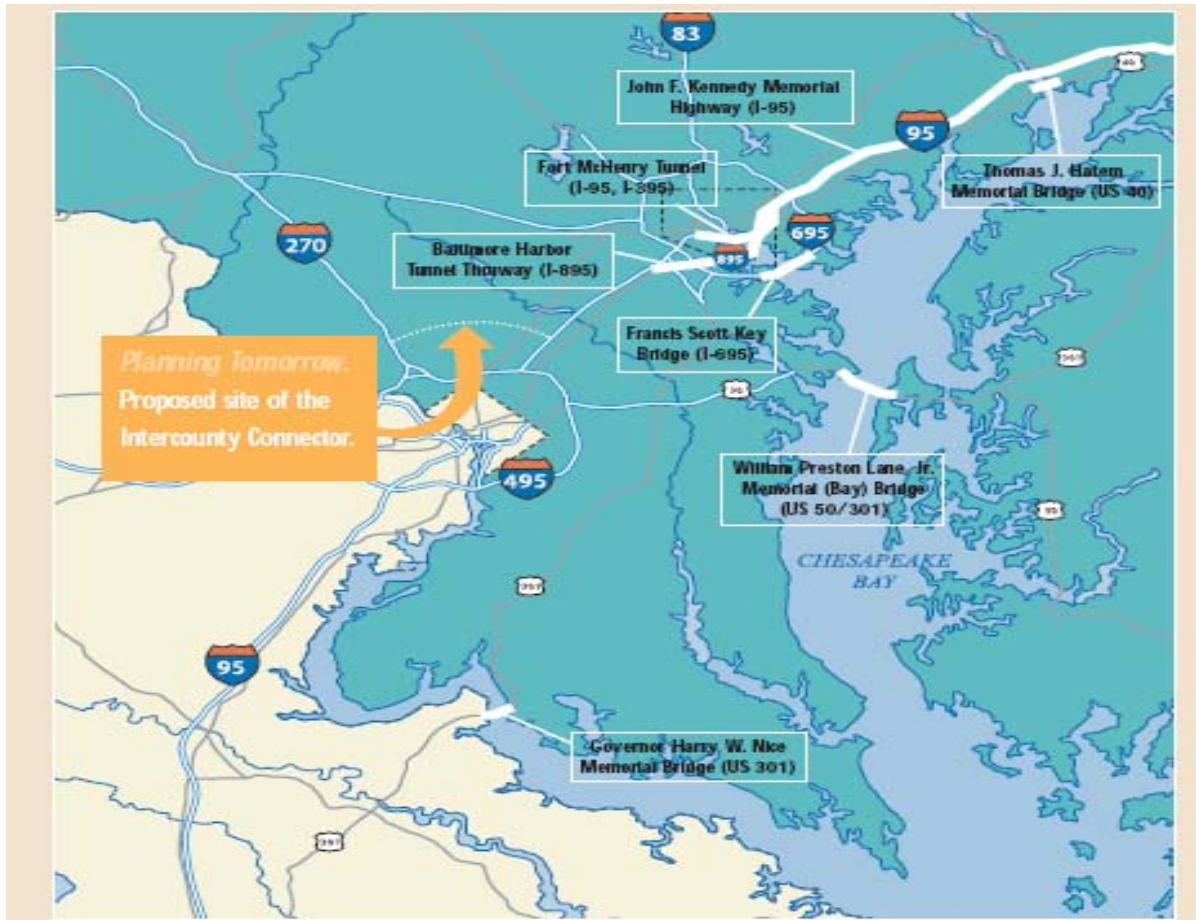 83
John F. Kennedy Memorial
Highway (I-95)
95
Fort McHenry Tunnel
(I-95, I-395)
Thomas J. Hatem
Memorial Bridge (US 40)
270
695
895
Baltimore Harbor
Tunnel Thruway (I-895)
Francis Scott Key
Bridge (I-695)
Planning Tomorrow.
Proposed site of the
Intercounty Connector.
495
William Preston Lane, Jr.
Memorial (Bay) Bridge
(US 50/301)
CHESAPEAKE
BAY
95
Governor Harry W. Nice
Memorial Bridge (US 301)